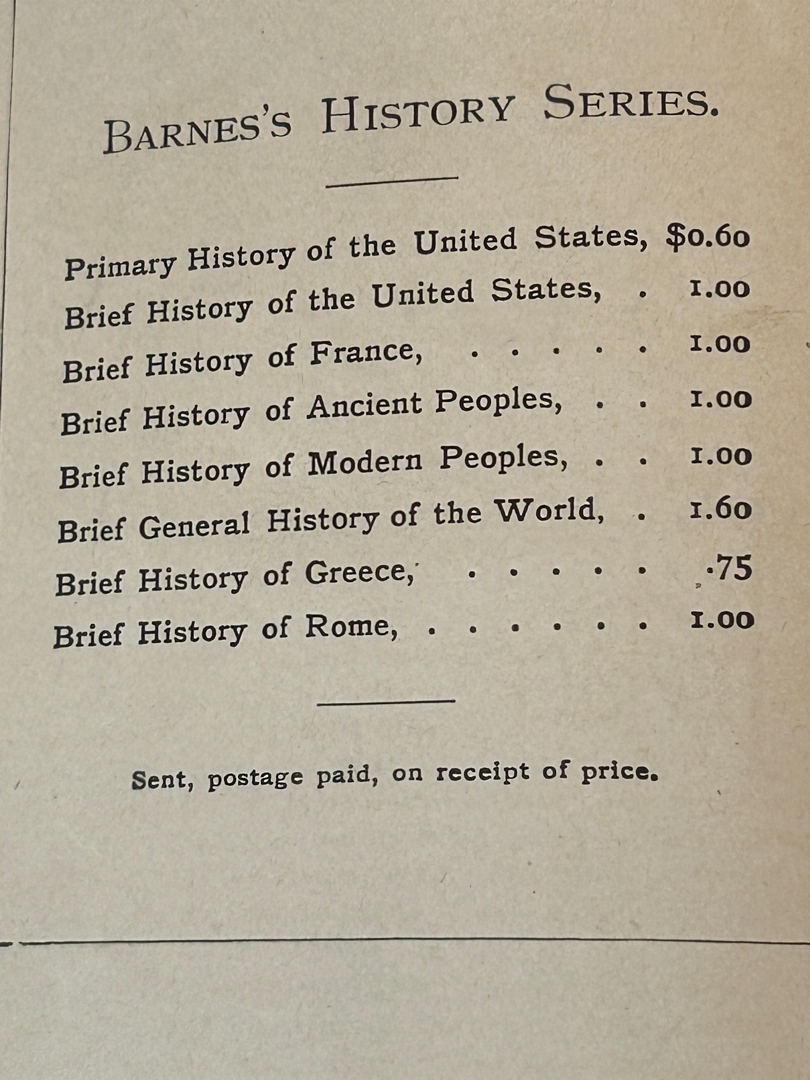 BARNES'S HISTORY SERIES.
Primary History of the United States, $0.60
Brief History of the United States, . 1.00
Brief History of France, . . . . . 1.00
Brief History of Ancient Peoples, . . 1.00
Brief History of Modern Peoples, . . 1.00
Brief General History of the World, . 1.60
Brief History of Greece, . . . . . .75
Brief History of Rome, . . . . . . 1.00
Sent, postage paid, on receipt of price.